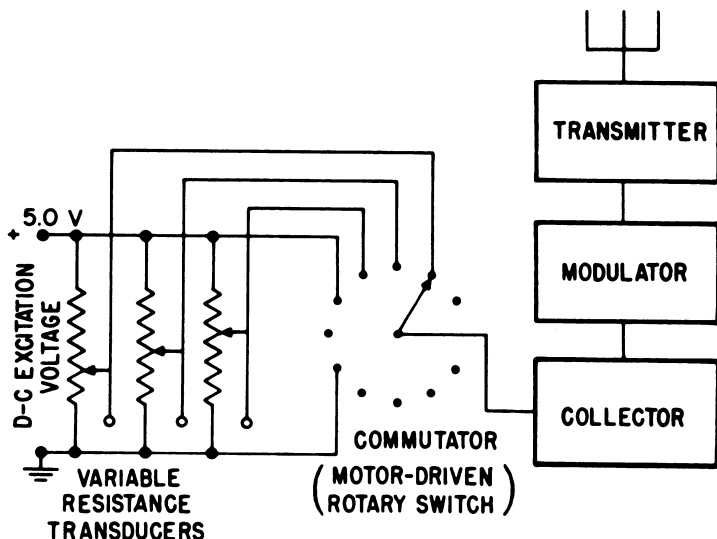 TRANSMITTER
+ 5.0 V
MODULATOR
D-C EXCITATION
VOLTAGE
COLLECTOR
COMMUTATOR
(MOTOR-DRIVEN
ROTARY SWITCH)
VARIABLE
RESISTANCE
TRANSDUCERS